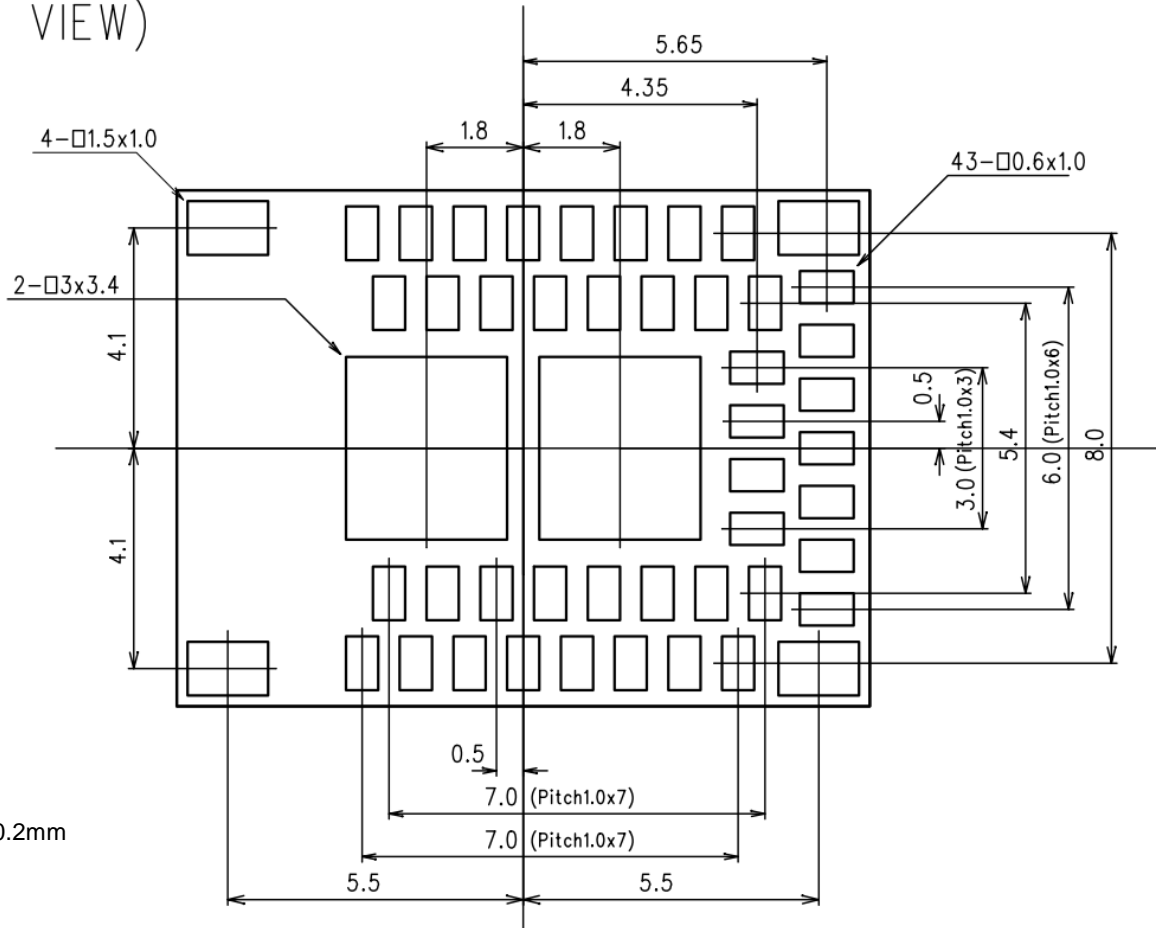 VIEW)
5.65
4.35
1.8
1.8
4-□1.5x1.0
43-□0.6x1.0
2-□3x3.4
4.1
4.1
0.5
3.0 (Pitch1.0x3)
5.4
6.0 (Pitch1.0x6)
8.0
0.5
7.0 (Pitch1.0x7)
0.2mm
7.0 (Pitch1.0x7)
5.5
5.5